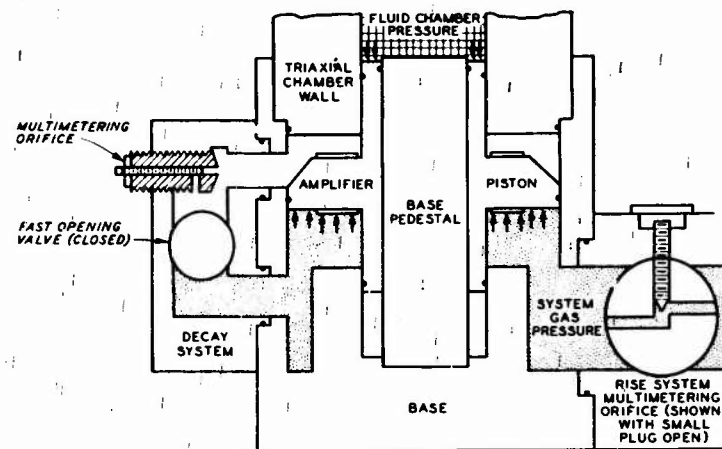 FLUID CHAMBER
PRESSURE
TRIAXIAL
CHAMBER
WALL
MULTIMETERING
ORIFICE
AMPLIFIER
BASE
PEDESTAL
PISTON
FAST OPENING
VALVE (CLOSED)
SYSTEM
GAS
PRESSURE
DECAY
SYSTEM
BASE
RISE SYSTEM
MULTIMETERING
ORIFICE (SHOWN
WITH SMALL
PLUG OPEN)